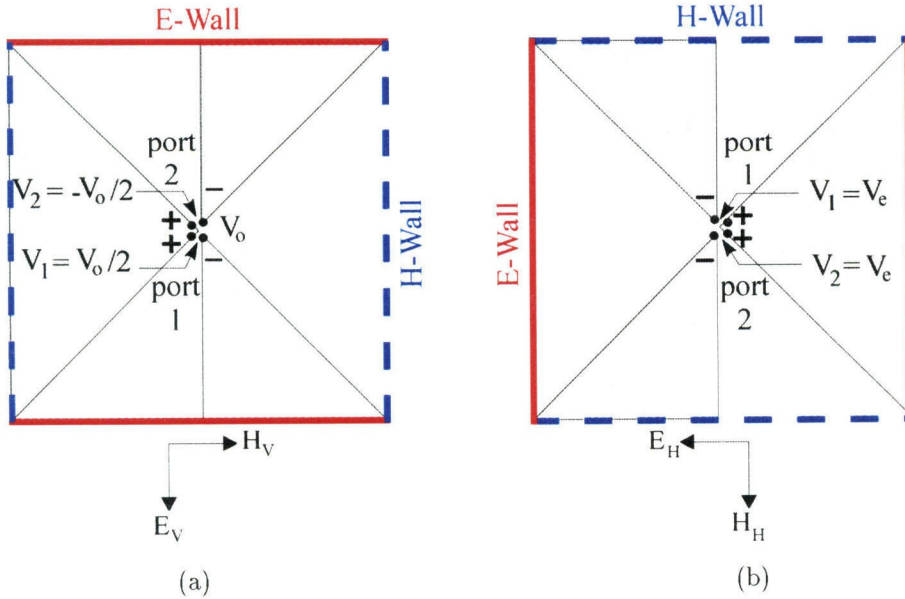 E-Wall
port
2
V2 = -Vo/2
−
+
Vo
+
V1 = Vo/2
−
port
1
H-Wall
HV
EV
(a)
H-Wall
E-Wall
port
1
−
V1 = Ve
+
+
−
V2 = Ve
port
2
EH
HH
(b)